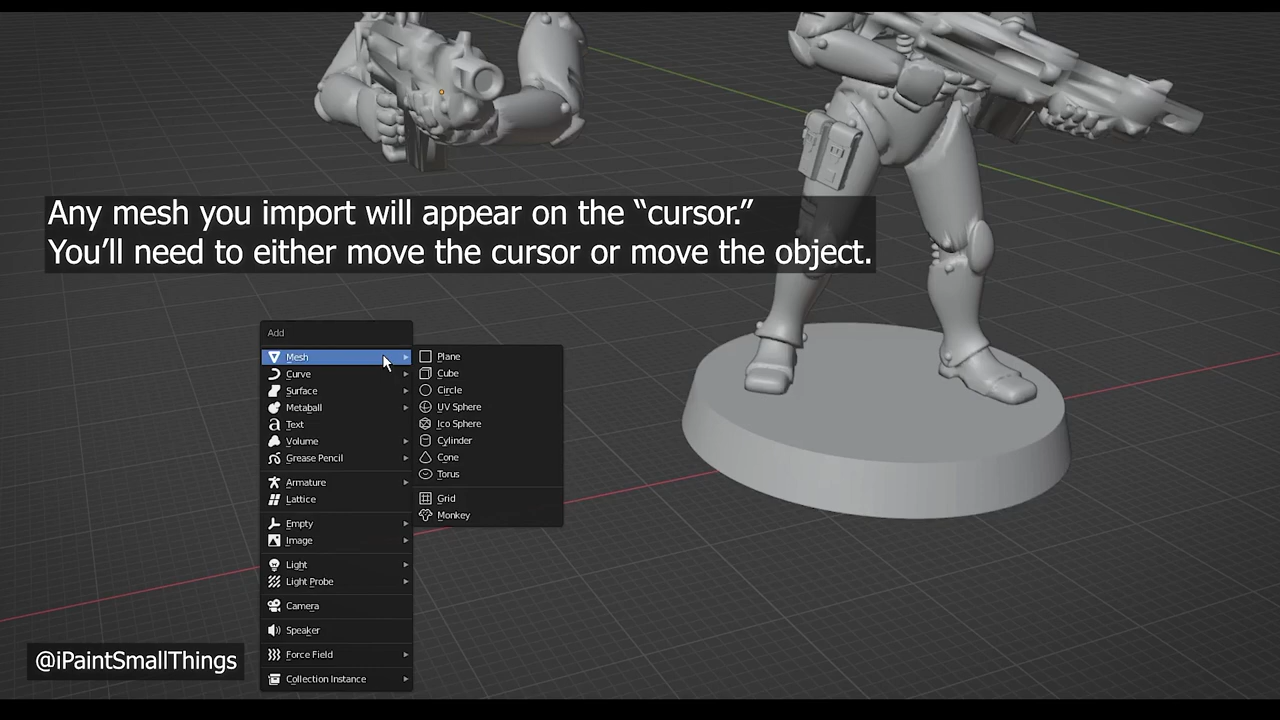 Any mesh you import will appear on the “cursor.”
You’ll need to either move the cursor or move the object.
Add
Mesh
Curve
Surface
Metaball
Text
Volume
Grease Pencil
Armature
Lattice
Empty
Image
Light
Light Probe
Camera
Speaker
Force Field
Collection Instance
Plane
Cube
Circle
UV Sphere
Ico Sphere
Cylinder
Cone
Torus
Grid
Monkey
@iPaintSmallThings